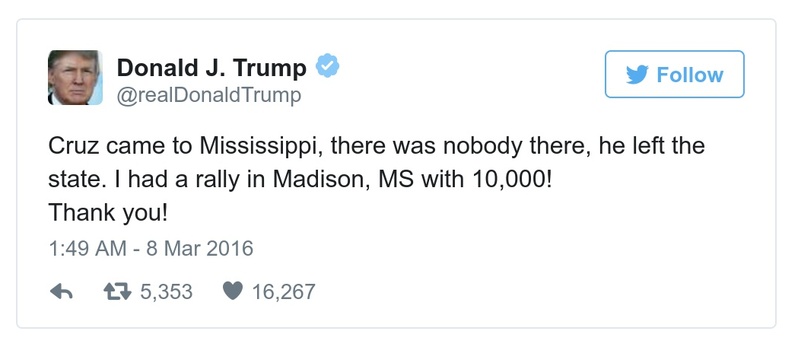 Donald J. Trump
@realDonaldTrump
Follow
Cruz came to Mississippi, there was nobody there, he left the
state. I had a rally in Madison, MS with 10,000!
Thank you!
1:49 AM - 8 Mar 2016
5,353 16,267